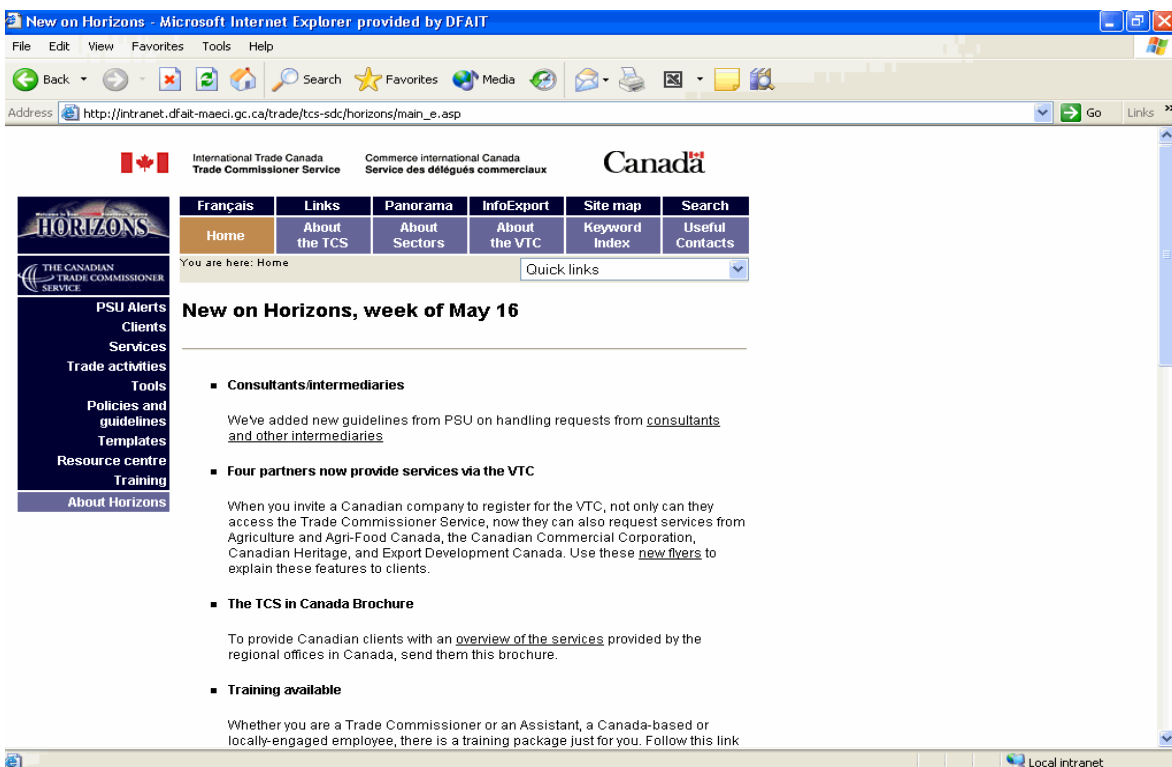 New on Horizons - Microsoft Internet Explorer provided by DFAIT
File Edit View Favorites Tools Help
Back Search Favorites Media
Address http://intranet.dfait-maeci.gc.ca/trade/tcs-sdc/horizons/main_e.asp Go Links »
International Trade Canada Commerce international Canada
Trade Commissioner Service Service des délégués commerciaux
Canada
HORIZONS
Français Links Panorama InfoExport Site map Search
Home About the TCS About Sectors About the VTC Keyword Index Useful Contacts
You are here: Home Quick links
THE CANADIAN
TRADE COMMISSIONER
SERVICE
PSU Alerts
Clients
Services
Trade activities
Tools
Policies and
guidelines
Templates
Resource centre
Training
About Horizons
New on Horizons, week of May 16
▪ Consultants/intermediaries
We've added new guidelines from PSU on handling requests from consultants
and other intermediaries
▪ Four partners now provide services via the VTC
When you invite a Canadian company to register for the VTC, not only can they
access the Trade Commissioner Service, now they can also request services from
Agriculture and Agri-Food Canada, the Canadian Commercial Corporation,
Canadian Heritage, and Export Development Canada. Use these new flyers to
explain these features to clients.
▪ The TCS in Canada Brochure
To provide Canadian clients with an overview of the services provided by the
regional offices in Canada, send them this brochure.
▪ Training available
Whether you are a Trade Commissioner or an Assistant, a Canada-based or
locally-engaged employee, there is a training package just for you. Follow this link
Local intranet